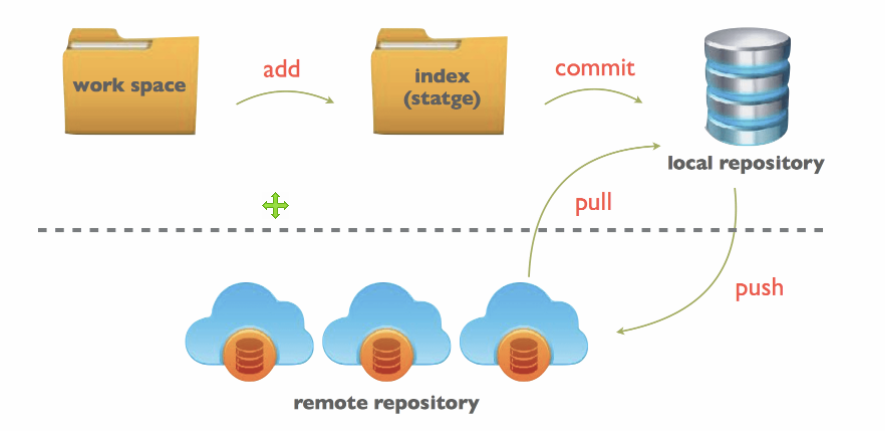 work space
add
index
(statge)
commit
local repository
pull
push
remote repository